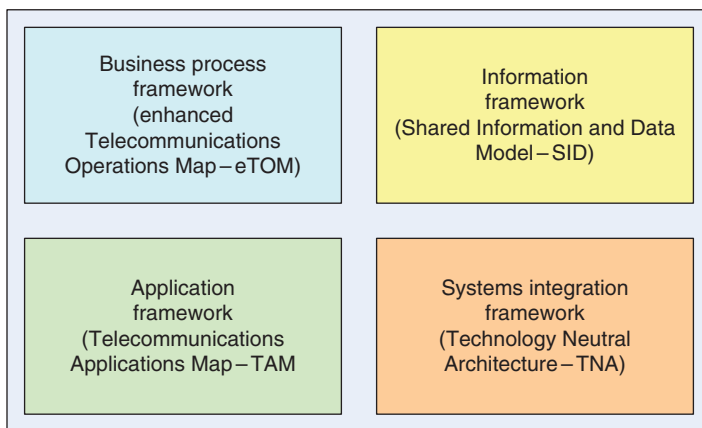 Business process
framework
(enhanced
Telecommunications
Operations Map – eTOM)
Information
framework
(Shared Information and Data
Model – SID)
Application
framework
(Telecommunications
Applications Map – TAM
Systems integration
framework
(Technology Neutral
Architecture – TNA)